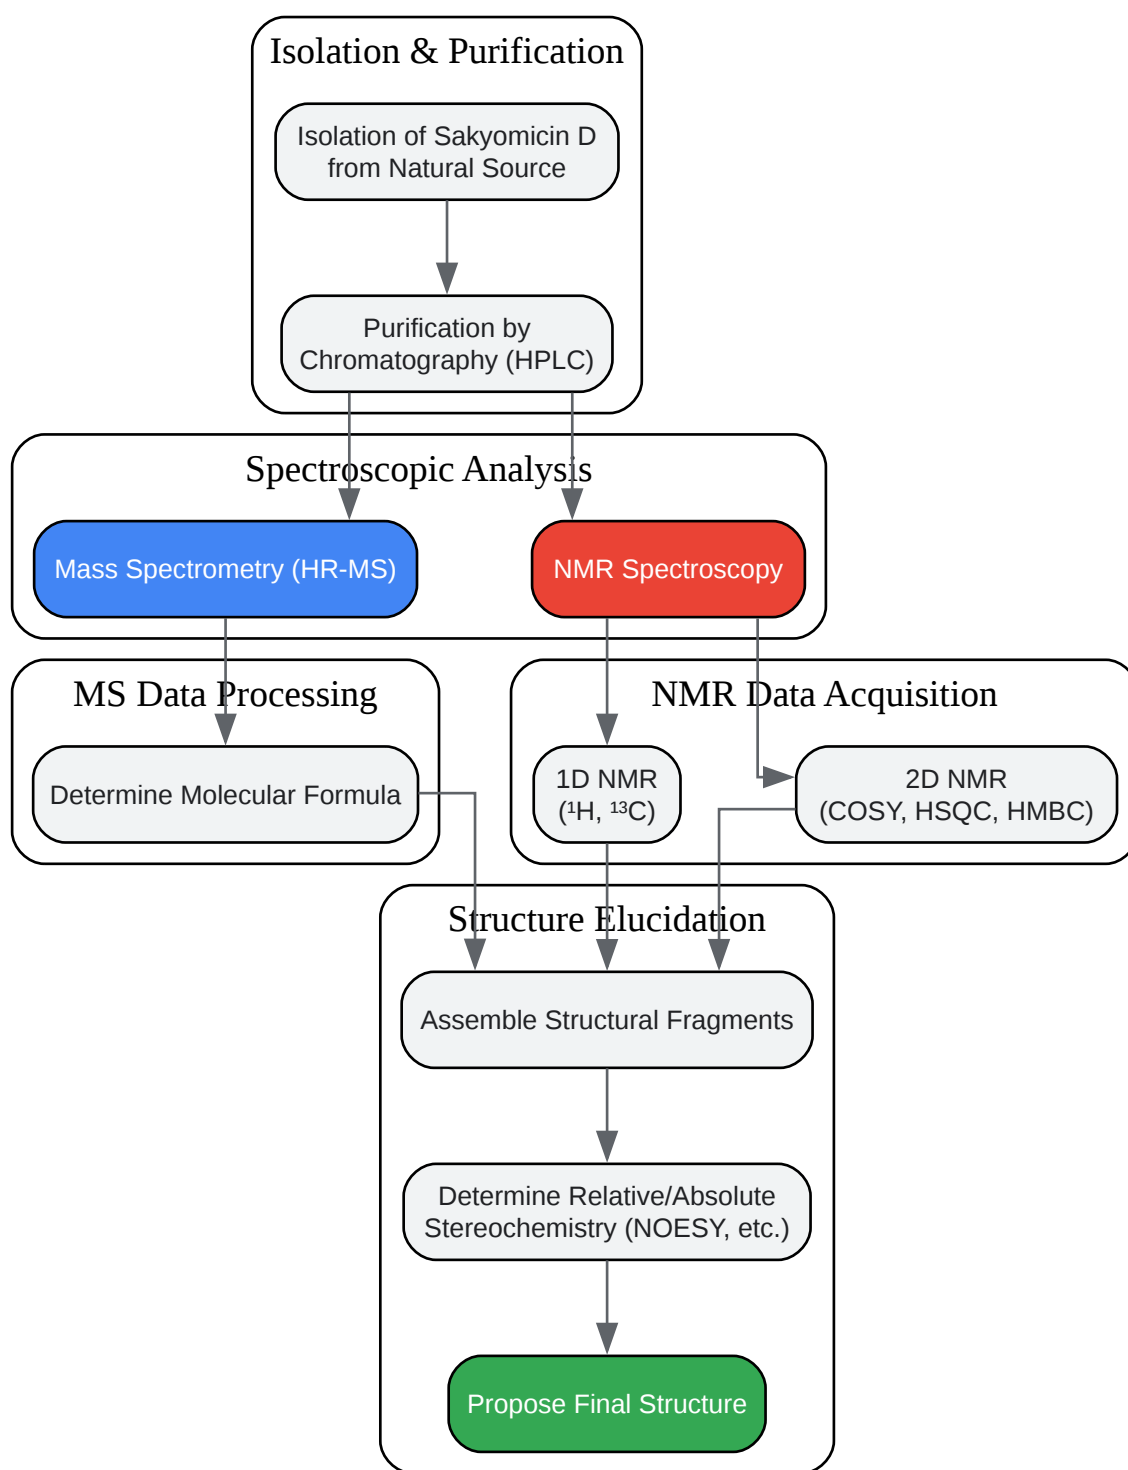 Isolation & Purification
Isolation of Sakyomicin D
from Natural Source
Purification by
Chromatography (HPLC)
Spectroscopic Analysis
Mass Spectrometry (HR-MS)
NMR Spectroscopy
MS Data Processing
Determine Molecular Formula
NMR Data Acquisition
1D NMR
(¹H, ¹³C)
2D NMR
(COSY, HSQC, HMBC)
Structure Elucidation
Assemble Structural Fragments
Determine Relative/Absolute
Stereochemistry (NOESY, etc.)
Propose Final Structure